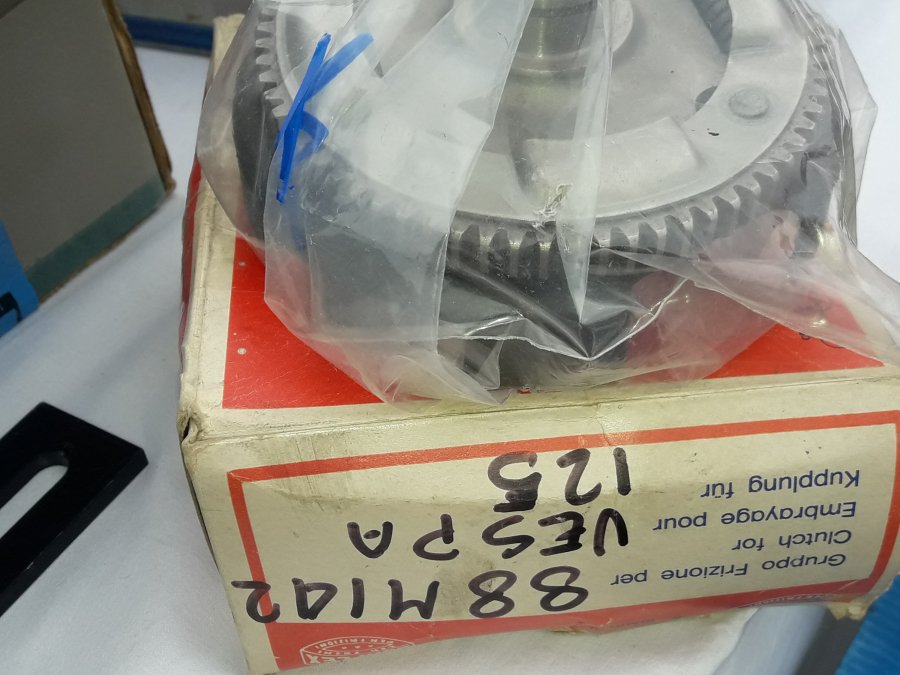 Gruppo Frizione per 88M142
Clutch for
Embrayage pour VESPA
Kupplung für 125